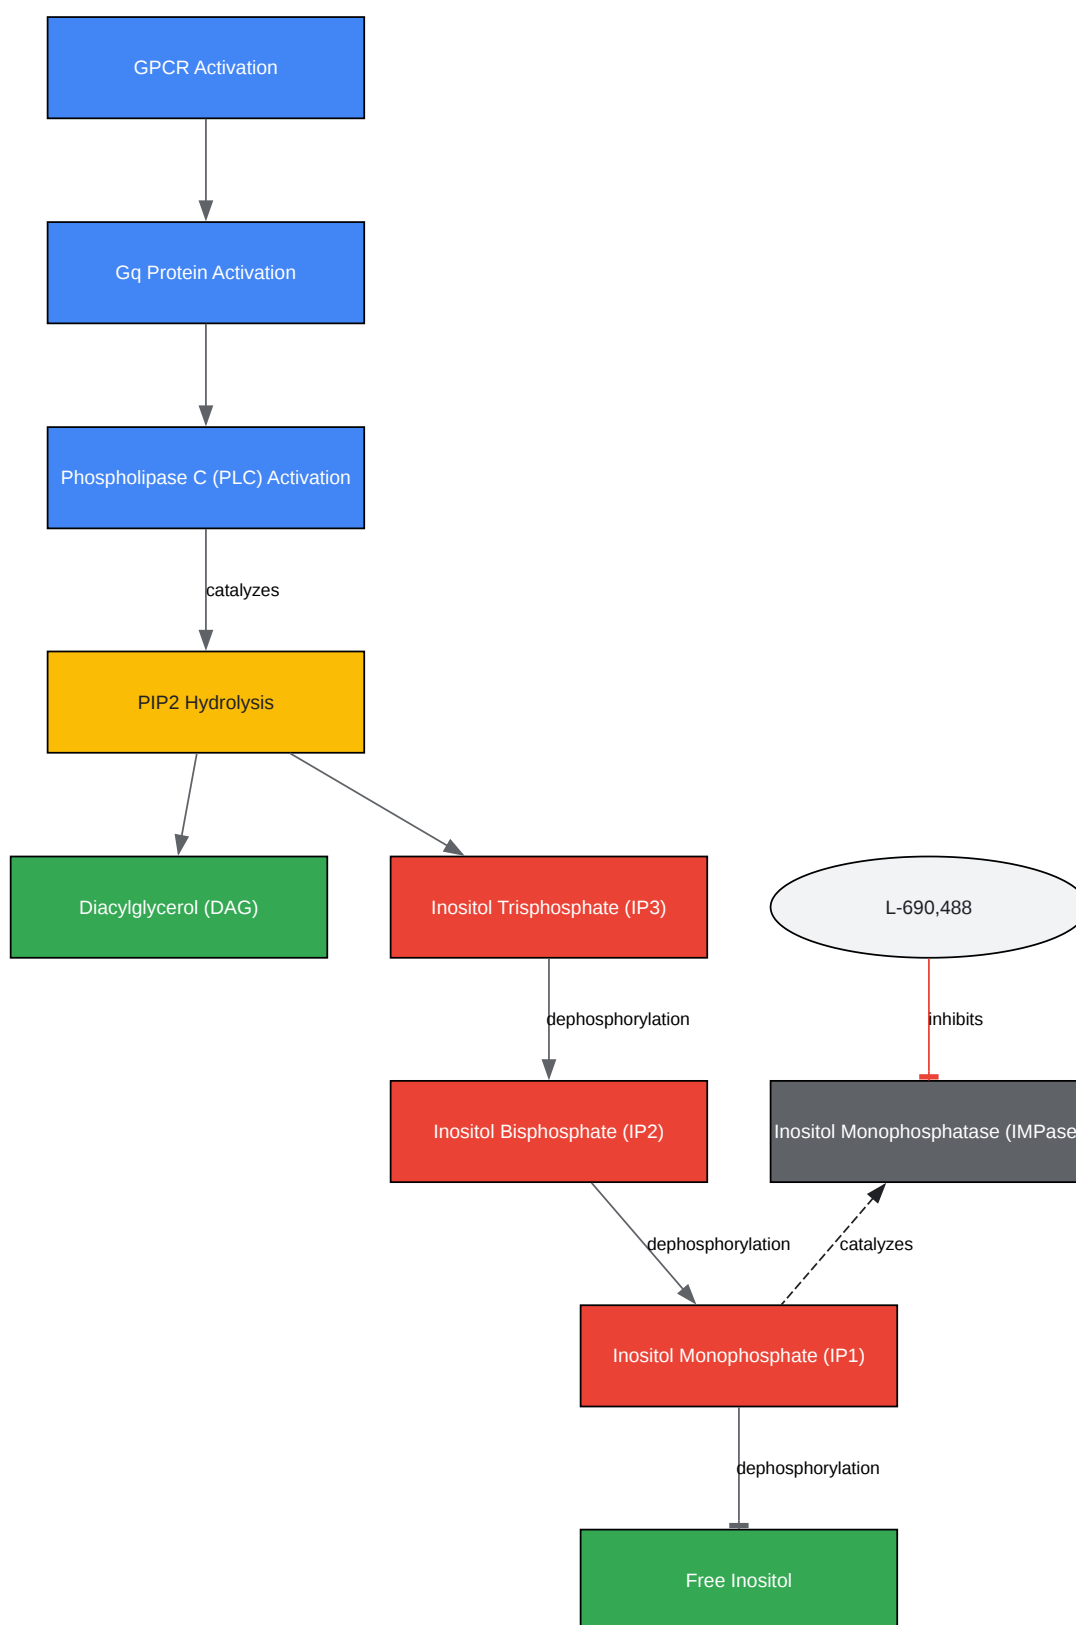 GPCR Activation
Gq Protein Activation
Phospholipase C (PLC) Activation
catalyzes
PIP2 Hydrolysis
Diacylglycerol (DAG)
Inositol Trisphosphate (IP3)
L-690,488
dephosphorylation
inhibits
Inositol Bisphosphate (IP2)
Inositol Monophosphatase (IMPase
dephosphorylation
catalyzes
Inositol Monophosphate (IP1)
dephosphorylation
Free Inositol